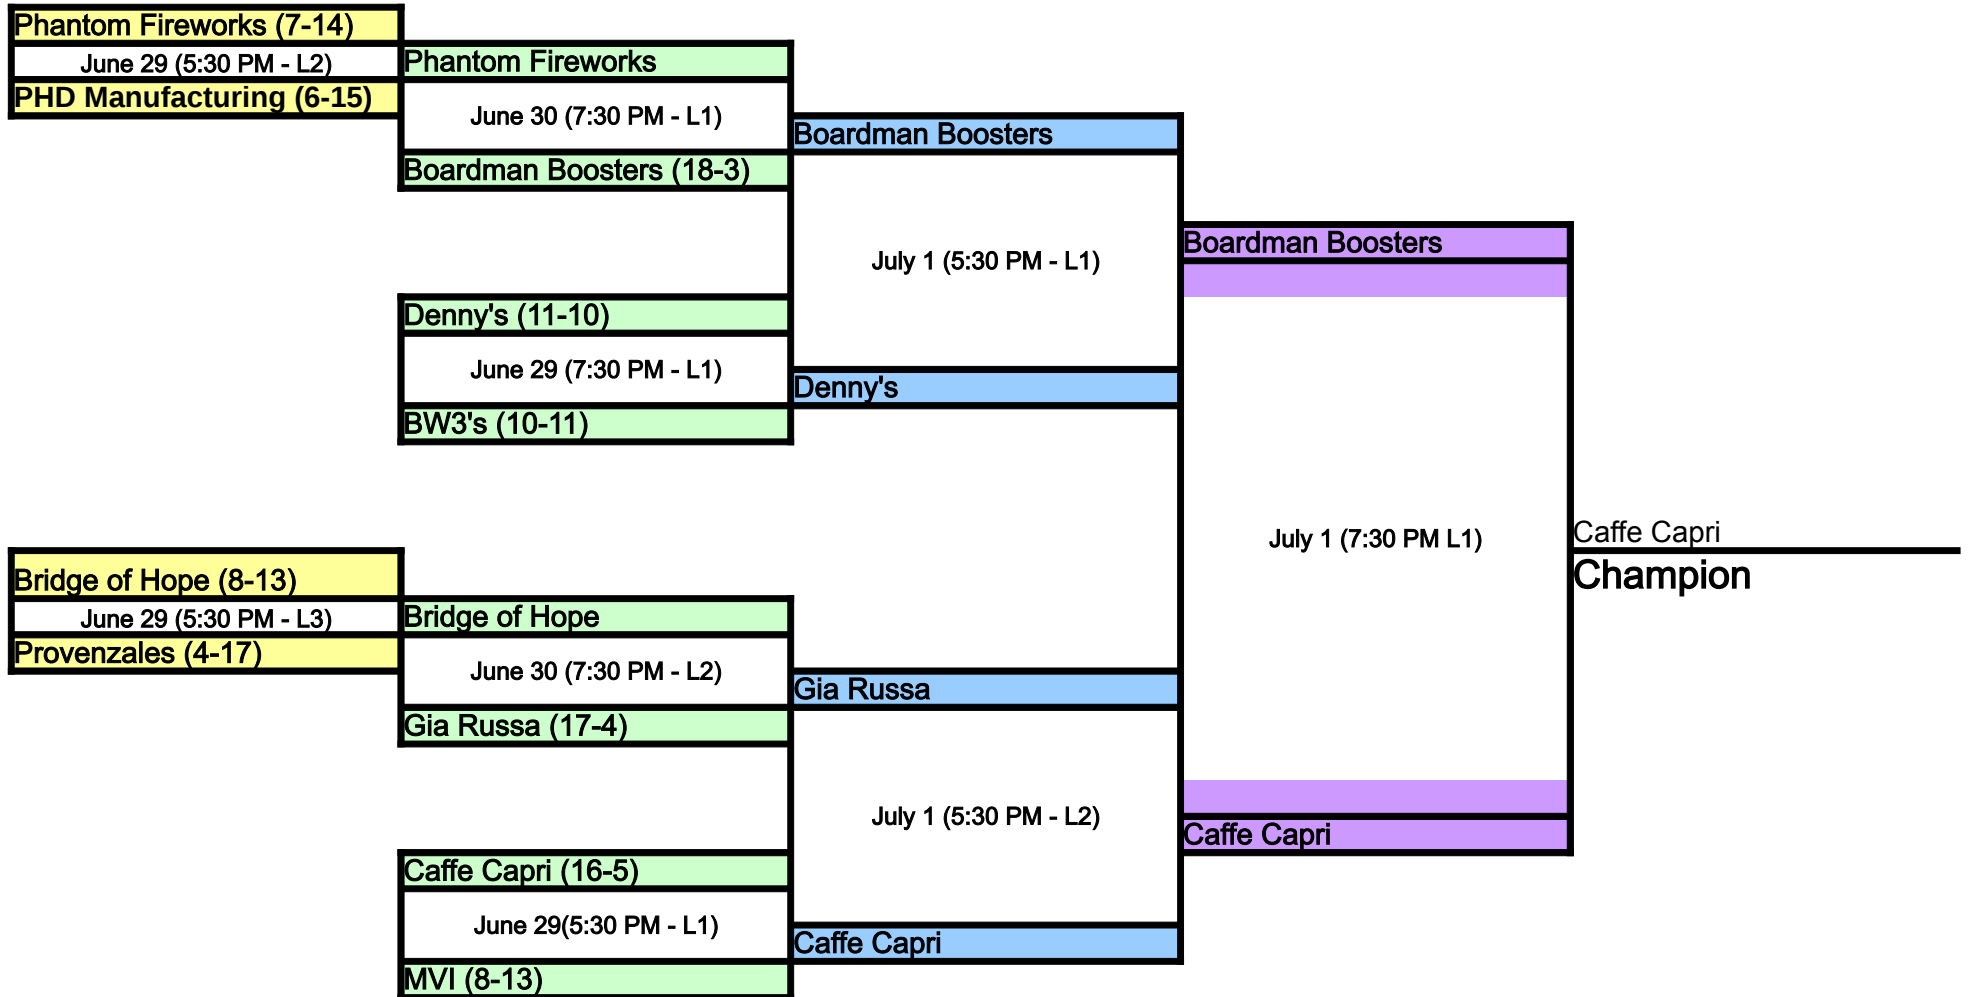 Phantom Fireworks (7-14)
June 29 (5:30 PM - L2)
Phantom Fireworks
PHD Manufacturing (6-15)
June 30 (7:30 PM - L1)
Boardman Boosters
Boardman Boosters (18-3)
Boardman Boosters
July 1 (5:30 PM - L1)
Denny's (11-10)
June 29 (7:30 PM - L1)
Denny's
BW3's (10-11)
July 1 (7:30 PM L1)
Caffe Capri
Champion
Bridge of Hope (8-13)
June 29 (5:30 PM - L3)
Bridge of Hope
Provenzales (4-17)
June 30 (7:30 PM - L2)
Gia Russa
Gia Russa (17-4)
July 1 (5:30 PM - L2)
Caffe Capri
Caffe Capri (16-5)
June 29(5:30 PM - L1)
Caffe Capri
MVI (8-13)